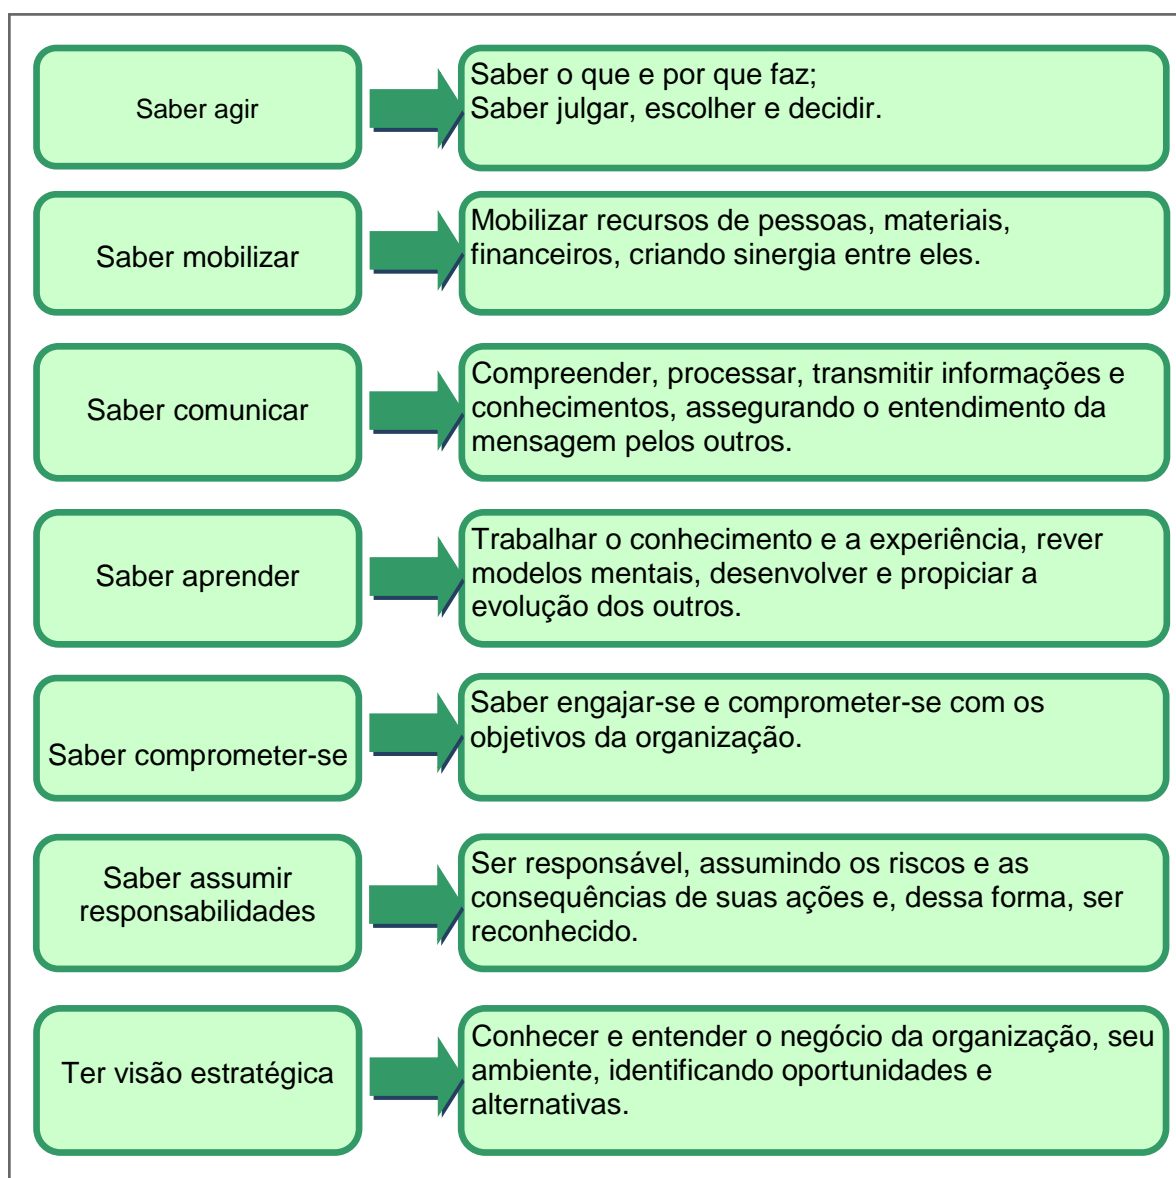 Saber agir
Saber o que e por que faz;
Saber julgar, escolher e decidir.
Saber mobilizar
Mobilizar recursos de pessoas, materiais,
financeiros, criando sinergia entre eles.
Saber comunicar
Compreender, processar, transmitir informações e
conhecimentos, assegurando o entendimento da
mensagem pelos outros.
Saber aprender
Trabalhar o conhecimento e a experiência, rever
modelos mentais, desenvolver e propiciar a
evolução dos outros.
Saber comprometer-se
Saber engajar-se e comprometer-se com os
objetivos da organização.
Saber assumir
responsabilidades
Ser responsável, assumindo os riscos e as
consequências de suas ações e, dessa forma, ser
reconhecido.
Ter visão estratégica
Conhecer e entender o negócio da organização, seu
ambiente, identificando oportunidades e
alternativas.